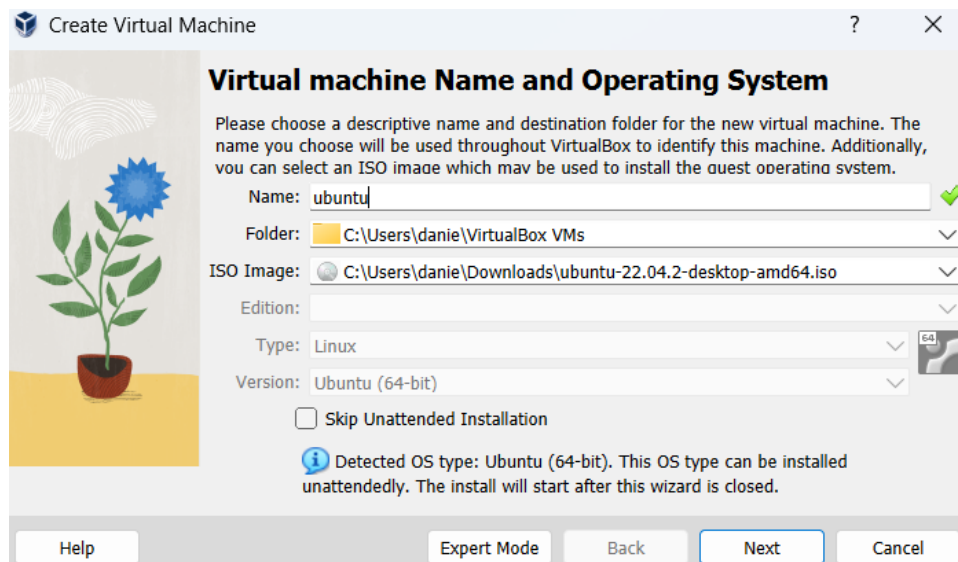 Create Virtual Machine ? ×
Virtual machine Name and Operating System
Please choose a descriptive name and destination folder for the new virtual machine. The
name you choose will be used throughout VirtualBox to identify this machine. Additionally,
you can select an ISO image which may be used to install the guest operating system.
Name: ubuntu
Folder: C:\Users\danie\VirtualBox VMs
ISO Image: C:\Users\danie\Downloads\ubuntu-22.04.2-desktop-amd64.iso
Edition:
Type: Linux 64
Version: Ubuntu (64-bit)
Skip Unattended Installation
Detected OS type: Ubuntu (64-bit). This OS type can be installed
unattendedly. The install will start after this wizard is closed.
Help Expert Mode Back Next Cancel